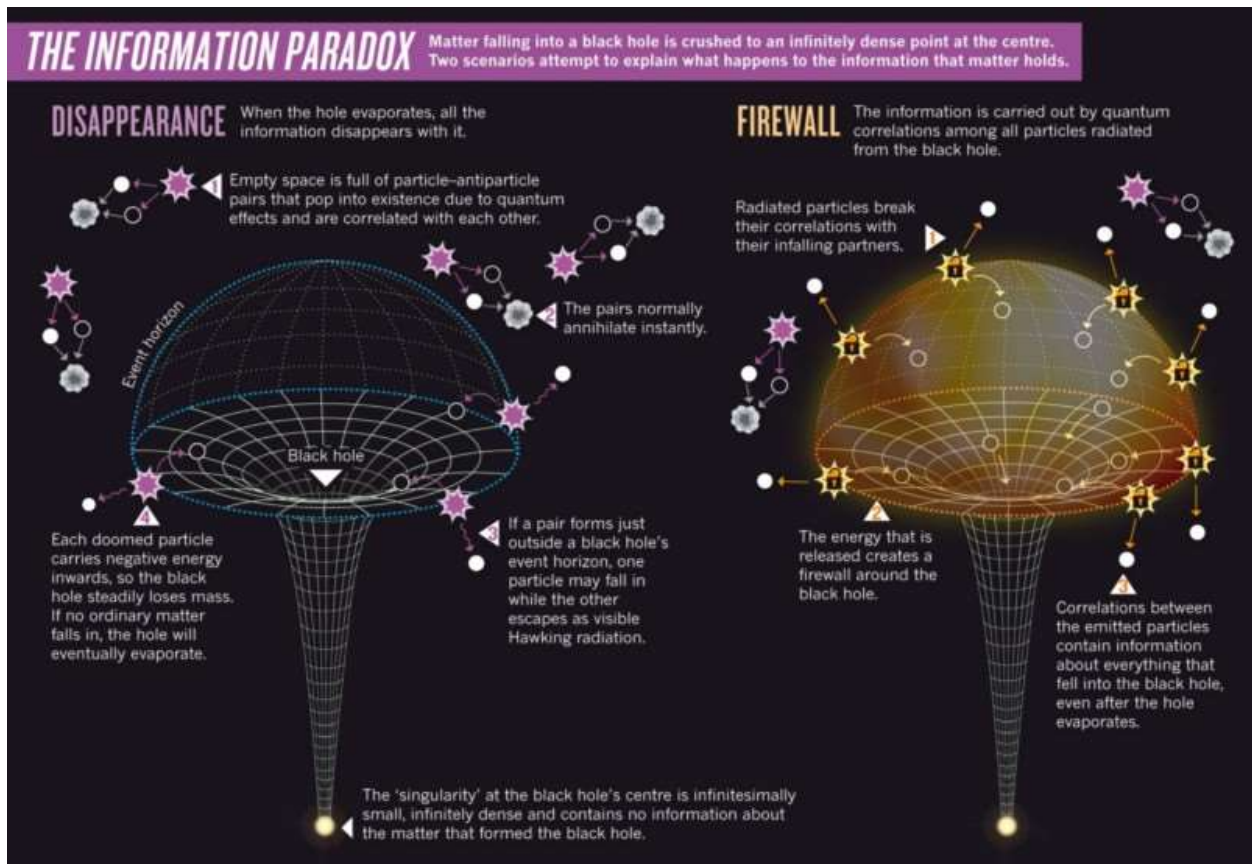 THE INFORMATION PARADOX
Matter falling into a black hole is crushed to an infinitely dense point at the centre.
Two scenarios attempt to explain what happens to the information that matter holds.
DISAPPEARANCE
When the hole evaporates, all the
information disappears with it.
1
Empty space is full of particle–antiparticle
pairs that pop into existence due to quantum
effects and are correlated with each other.
Event horizon
2
The pairs normally
annihilate instantly.
Black hole
3
If a pair forms just
outside a black hole's
event horizon, one
particle may fall in
while the other
escapes as visible
Hawking radiation.
4
Each doomed particle
carries negative energy
inwards, so the black
hole steadily loses mass.
If no ordinary matter
falls in, the hole will
eventually evaporate.
The ‘singularity’ at the black hole's centre is infinitesimally
small, infinitely dense and contains no information about
the matter that formed the black hole.
FIREWALL
The information is carried out by quantum
correlations among all particles radiated
from the black hole.
Radiated particles break
their correlations with
their infalling partners.
1
2
The energy that is
released creates a
firewall around the
black hole.
3
Correlations between
the emitted particles
contain information
about everything that
fell into the black hole,
even after the hole
evaporates.